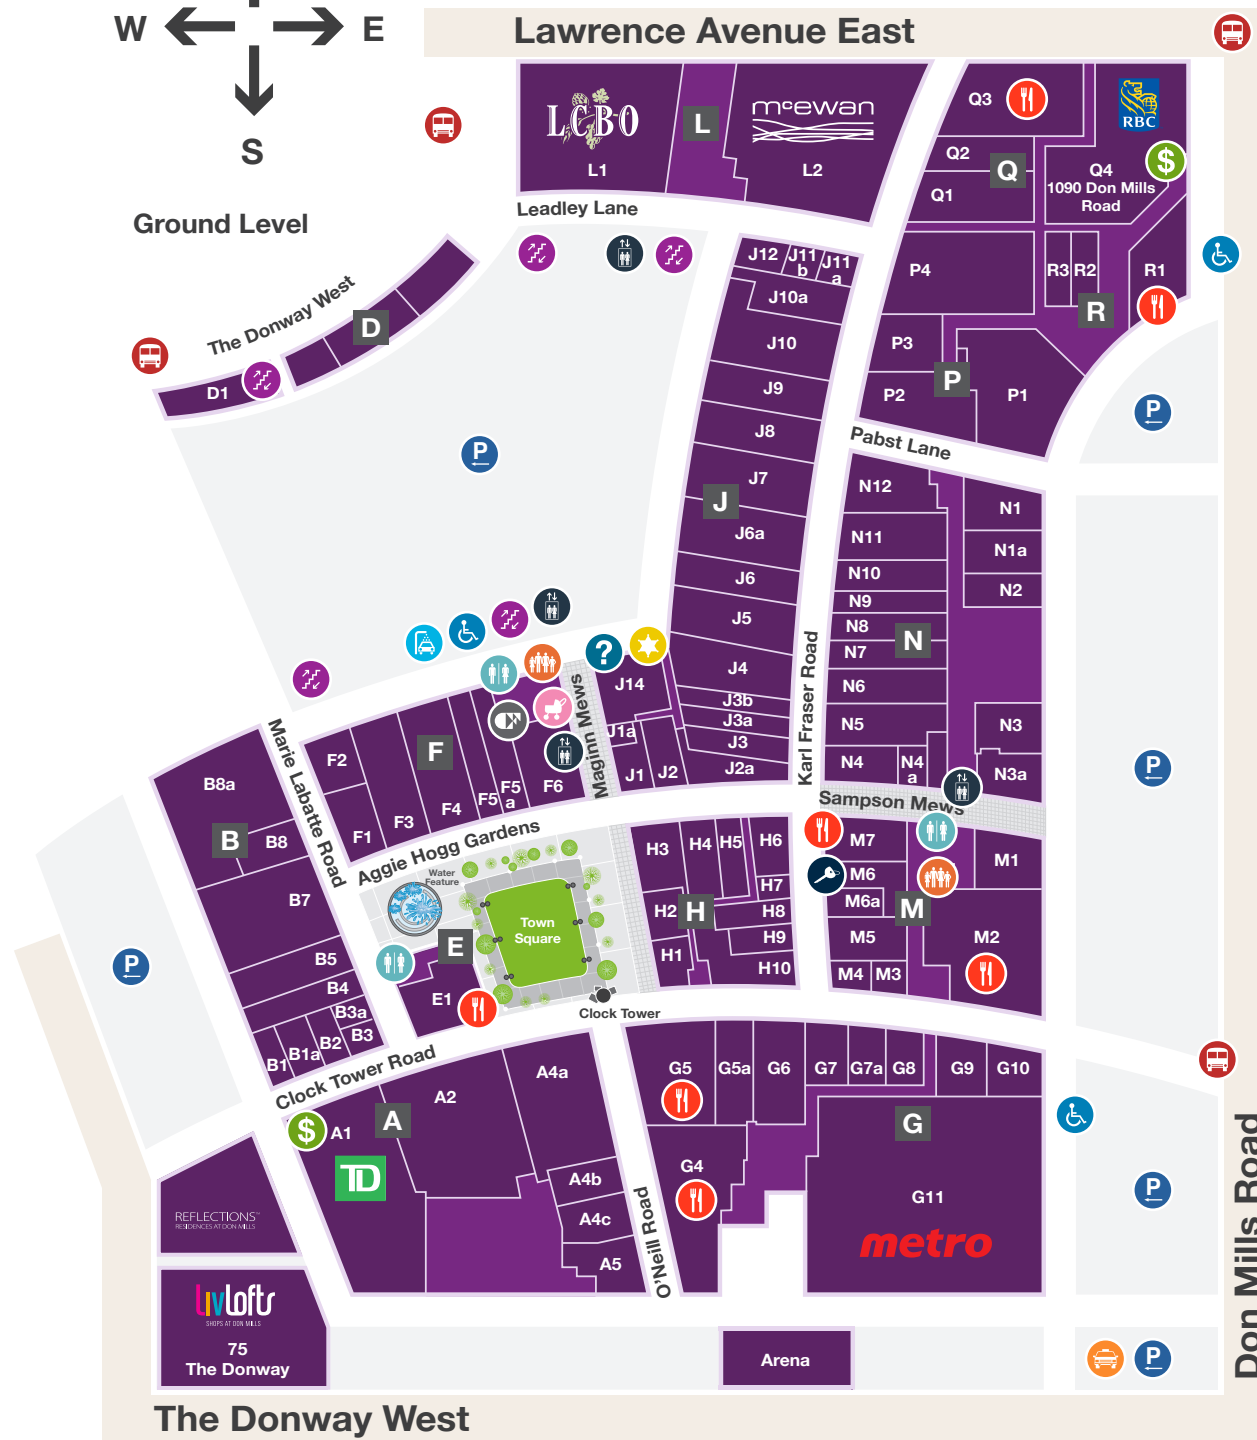 W
E
S
Lawrence Avenue East
Ground Level
LCBO
L1
L
mcewan
L2
Leadley Lane
Q3
RBC
Q2
Q
Q1
$
Q4
1090 Don Mills
Road
The Donway West
D
D1
P4
R3
R2
R1
R
P3
P
P2
P1
P
Pabst Lane
P
J12
J11
b
J11
a
J10a
J10
J9
J8
J7
J
J6a
J6
J5
J4
J3b
J3a
J3
J2a
J14
J1a
J1
J2
?
Maginn Mews
Karl Fraser Road
N12
N11
N10
N9
N8
N7
N
N6
N5
N4
N4
a
N1
N1a
N2
N3
N3a
P
Sampson Mews
Marie Labatte Road
F2
F
F1
F3
F4
F5
F5
a
F6
Aggie Hogg Gardens
Water
Feature
Town
Square
E
E1
Clock Tower
B8a
B
B8
B7
B5
B4
B3a
B3
B2
B1a
B1
P
Clock Tower Road
H3
H4
H5
H6
H7
H2
H
H8
H9
H1
H10
M7
M6
M6a
M
M5
M4
M3
M1
M2
$
A1
A
A2
A4a
TD
A4b
A4c
A5
O'Neill Road
G5
G5a
G6
G7
G7a
G8
G9
G10
G4
G
G11
metro
P
REFLECTIONS
RESIDENCES AT DON MILLS
Livlofts
SHOPS AT DON MILLS
75
The Donway
Arena
P
Don Mills Road
The Donway West